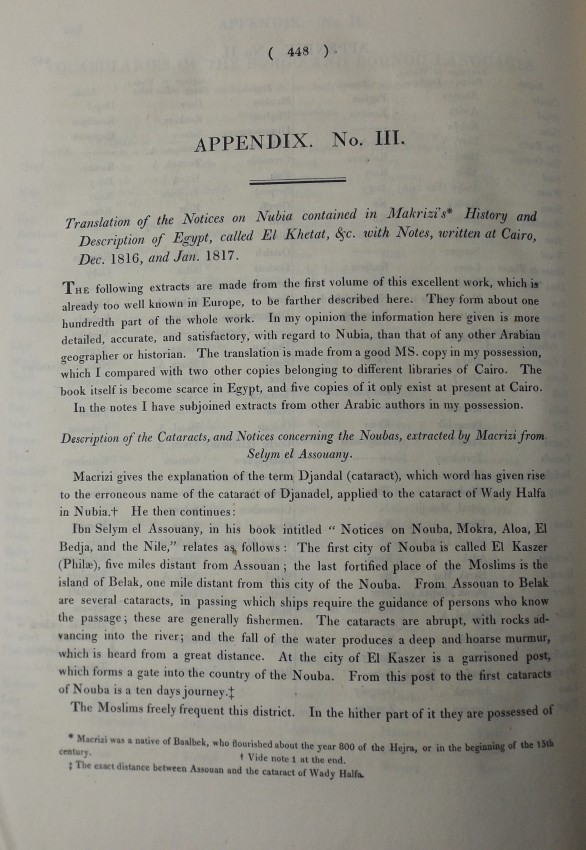 ( 448 )
APPENDIX. No. III.
Translation of the Notices on Nubia contained in Makrizi's* History and
Description of Egypt, called El Khetat, &c. with Notes, written at Cairo,
Dec. 1816, and Jan. 1817.
THE following extracts are made from the first volume of this excellent work, which is
already too well known in Europe, to be farther described here. They form about one
hundredth part of the whole work. In my opinion the information here given is more
detailed, accurate, and satisfactory, with regard to Nubia, than that of any other Arabian
geographer or historian. The translation is made from a good MS. copy in my possession,
which I compared with two other copies belonging to different libraries of Cairo. The
book itself is become scarce in Egypt, and five copies of it only exist at present at Cairo.
In the notes I have subjoined extracts from other Arabic authors in my possession.
Description of the Cataracts, and Notices concerning the Noubas, extracted by Macrizi from
Selym el Assouany.
Macrizi gives the explanation of the term Djandal (cataract), which word has given rise
to the erroneous name of the cataract of Djanadel, applied to the cataract of Wady Halfa
in Nubia.† He then continues:
Ibn Selym el Assouany, in his book intitled “ Notices on Nouba, Mokra, Aloa, El
Bedja, and the Nile,” relates as follows : The first city of Nouba is called El Kaszer
(Philæ), five miles distant from Assouan ; the last fortified place of the Moslims is the
island of Belak, one mile distant from this city of the Nouba. From Assouan to Belak
are several cataracts, in passing which ships require the guidance of persons who know
the passage; these are generally fishermen. The cataracts are abrupt, with rocks ad-
vancing into the river; and the fall of the water produces a deep and hoarse murmur,
which is heard from a great distance. At the city of El Kaszer is a garrisoned post,
which forms a gate into the country of the Nouba. From this post to the first cataracts
of Nouba is a ten days journey.‡
The Moslims freely frequent this district. In the hither part of it they are possessed of
* Macrizi was a native of Baalbek, who flourished about the year 800 of the Hejra, or in the beginning of the 15th
century. † Vide note 1 at the end.
‡ The exact distance between Assouan and the cataract of Wady Halfa.